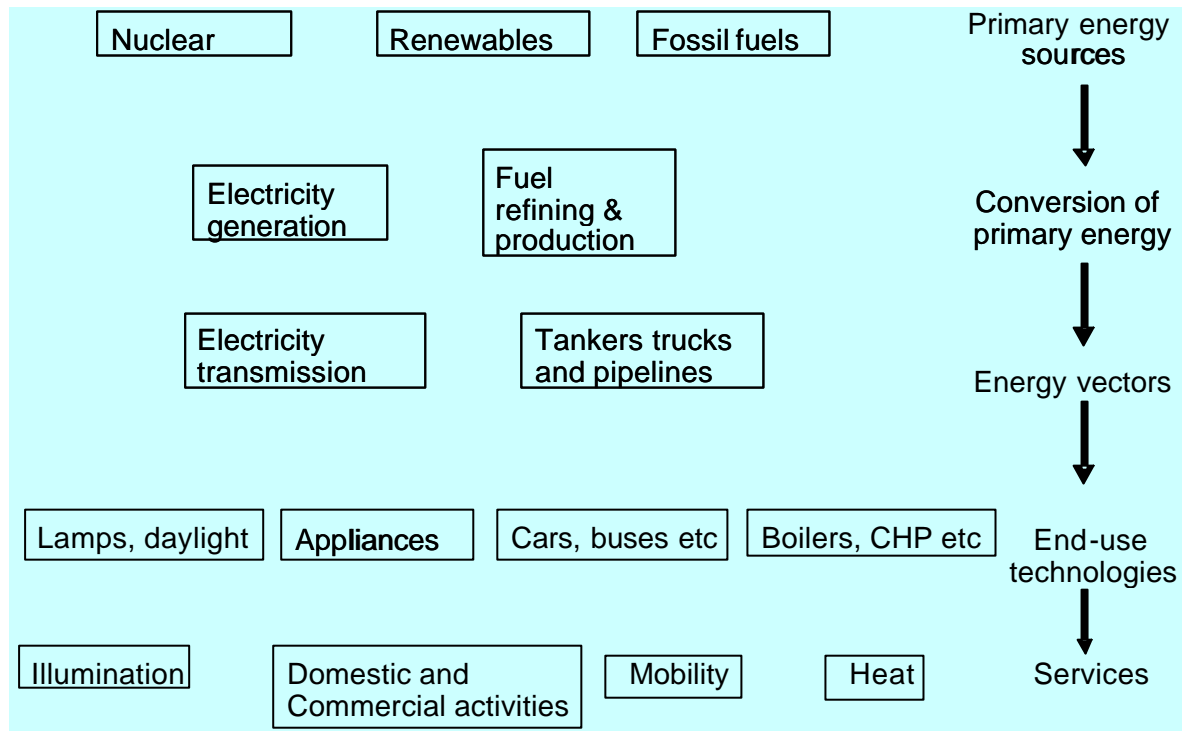 Nuclear
Renewables
Fossil fuels
Primary energy
sources
Electricity
generation
Fuel
refining &
production
Conversion of
primary energy
Electricity
transmission
Tankers trucks
and pipelines
Energy vectors
Lamps, daylight
Appliances
Cars, buses etc
Boilers, CHP etc
End-use
technologies
Illumination
Domestic and
Commercial activities
Mobility
Heat
Services